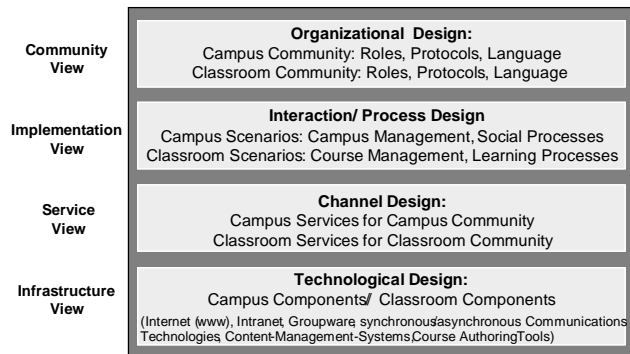 Community
View
Organizational Design:
Campus Community: Roles, Protocols, Language
Classroom Community: Roles, Protocols, Language
Implementation
View
Interaction/ Process Design
Campus Scenarios: Campus Management, Social Processes
Classroom Scenarios: Course Management, Learning Processes
Service
View
Channel Design:
Campus Services for Campus Community
Classroom Services for Classroom Community
Infrastructure
View
Technological Design:
Campus Components/ Classroom Components
(Internet (www), Intranet, Groupware, synchronous/asynchronous Communications
Technologies, Content-Management-Systems,Course AuthoringTools)